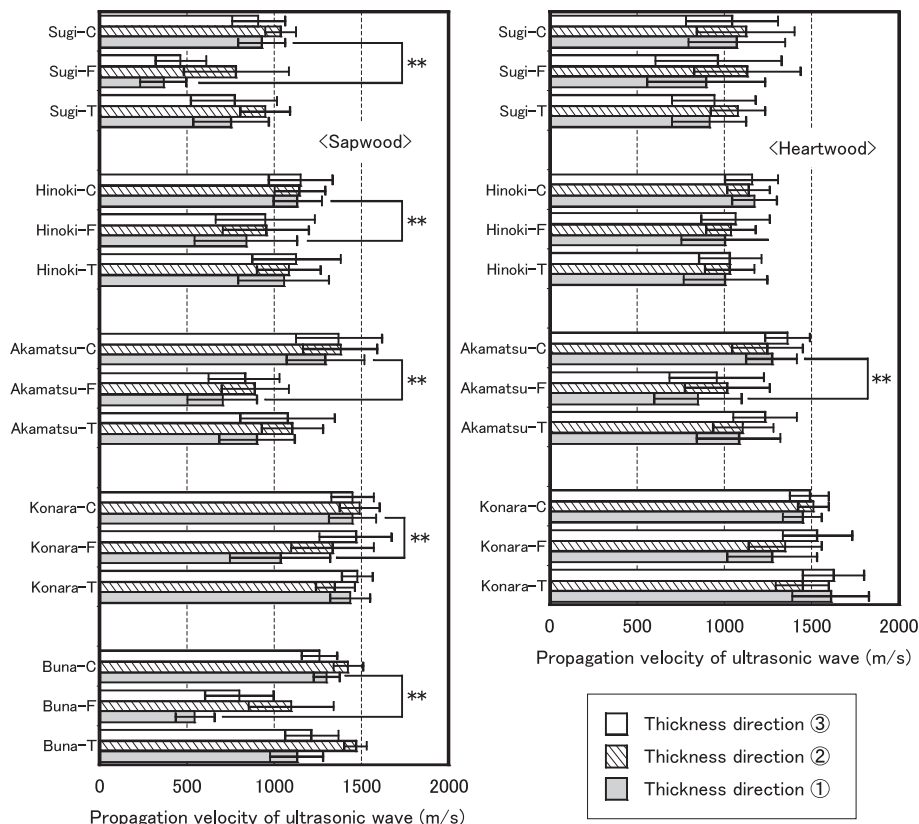 Sugi-C
Sugi-F
Sugi-T
Hinoki-C
Hinoki-F
Hinoki-T
Akamatsu-C
Akamatsu-F
Akamatsu-T
Konara-C
Konara-F
Konara-T
Buna-C
Buna-F
Buna-T
<Sapwood>
**
**
**
**
**
0 500 1000 1500 2000
Propagation velocity of ultrasonic wave (m/s)
Sugi-C
Sugi-F
Sugi-T
Hinoki-C
Hinoki-F
Hinoki-T
Akamatsu-C
Akamatsu-F
Akamatsu-T
Konara-C
Konara-F
Konara-T
<Heartwood>
**
0 500 1000 1500 2000
Propagation velocity of ultrasonic wave (m/s)
Thickness direction ③
Thickness direction ②
Thickness direction ①